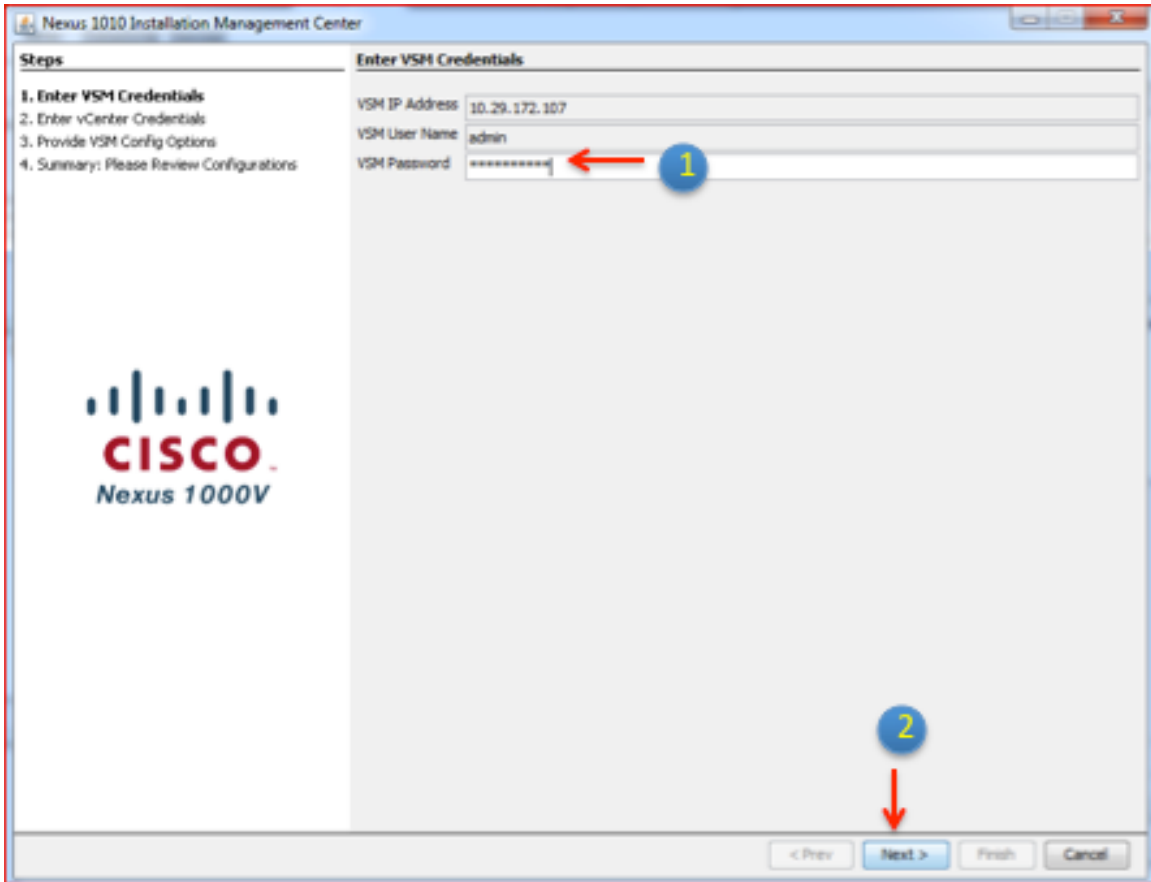 Nexus 1010 Installation Management Center
Steps
1. Enter VSM Credentials
2. Enter vCenter Credentials
3. Provide VSM Config Options
4. Summary: Please Review Configurations
CISCO
Nexus 1000V
Enter VSM Credentials
VSM IP Address 10.29.172.107
VSM User Name admin
VSM Password **********
1
2
< Prev Next > Finish Cancel